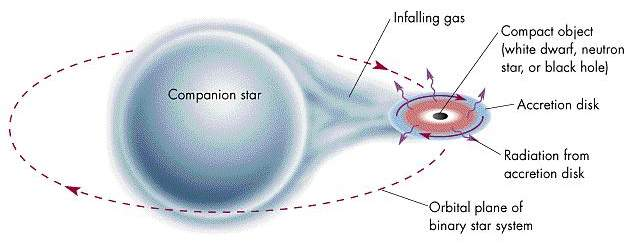 Infalling gas
Compact object
(white dwarf, neutron
star, or black hole)
Companion star
Accretion disk
Radiation from
accretion disk
Orbital plane of
binary star system